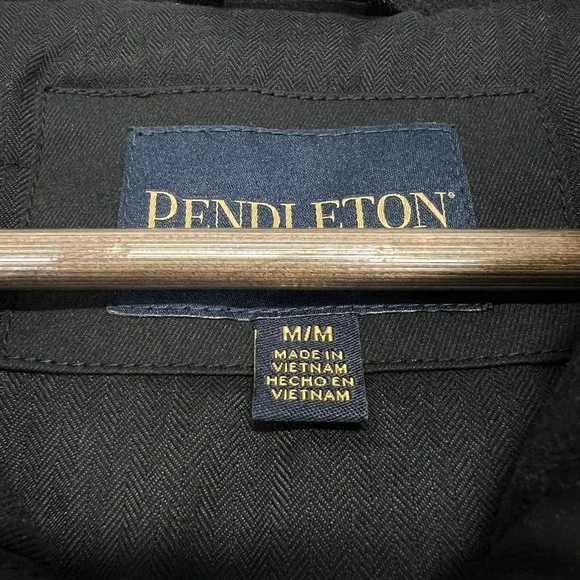 PENDLETON®
M/M
MADE IN
VIETNAM
HECHO EN
VIETNAM